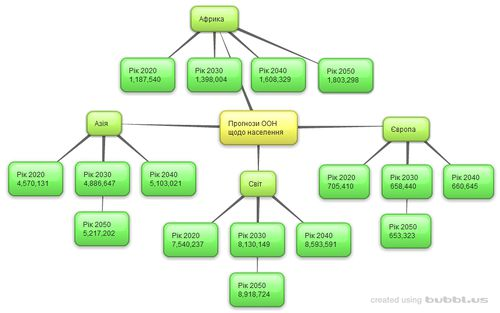 Африка
Рік 2020
1,187,640
Рік 2030
1,398,004
Рік 2040
1,608,329
Рік 2050
1,803,298
Прогнози ООН
щодо населення
Азія
Рік 2020
4,570,131
Рік 2030
4,886,647
Рік 2040
5,103,021
Рік 2050
5,217,202
Світ
Рік 2020
7,540,237
Рік 2030
8,130,149
Рік 2040
8,593,591
Рік 2050
8,918,724
Європа
Рік 2020
705,410
Рік 2030
658,440
Рік 2040
660,645
Рік 2050
653,323
created using bubbl.us